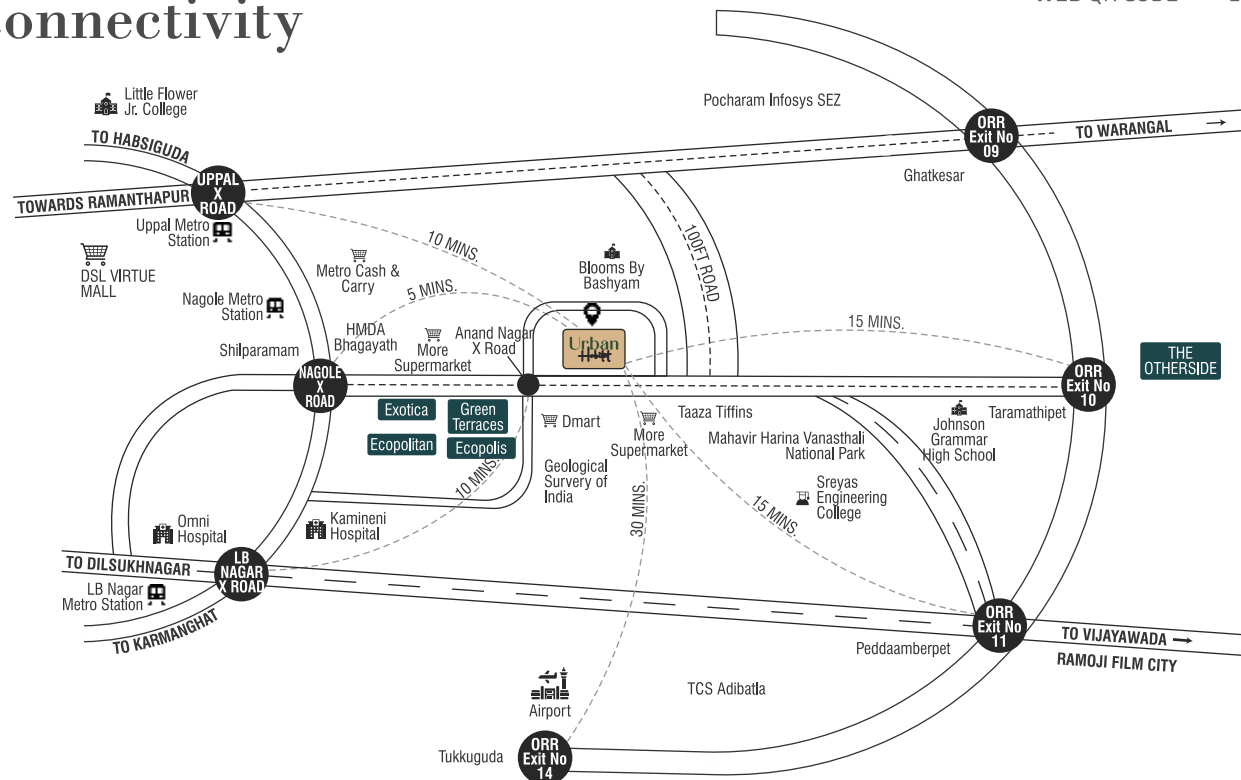 onnectivity
Little Flower
Jr. College
TO HABSIGUDA
Pocharam Infosys SEZ
ORR
Exit No
09
TO WARANGAL
Ghatkesar
UPPAL
X
ROAD
TOWARDS RAMANTHAPUR
Uppal Metro
Station
10 MINS.
100FT ROAD
DSL VIRTUE
MALL
Metro Cash &
Carry
Blooms By
Bashyam
5 MINS.
Nagole Metro
Station
HMDA
Bhagayath
More
Supermarket
Anand Nagar
X Road
Urban
15 MINS.
Shilparamam
NAGOLE
X
ROAD
THE
OTHERSIDE
ORR
Exit No
10
Exotica
Green
Terraces
Ecopolitan
Ecopolis
Dmart
More
Supermarket
Taaza Tiffins
Mahavir Harina Vanasthali
National Park
Johnson
Grammar
High School
Taramathipet
Geological
Survery of
India
10 MINS.
30 MINS.
15 MINS.
Sreyas
Engineering
College
Omni
Hospital
Kamineni
Hospital
TO DILSUKHNAGAR
LB
NAGAR
X ROAD
LB Nagar
Metro Station
TO KARMANGHAT
ORR
Exit No
11
TO VIJAYAWADA
RAMOJI FILM CITY
Peddaamberpet
TCS Adibatla
Airport
Tukkuguda
ORR
Exit No
14